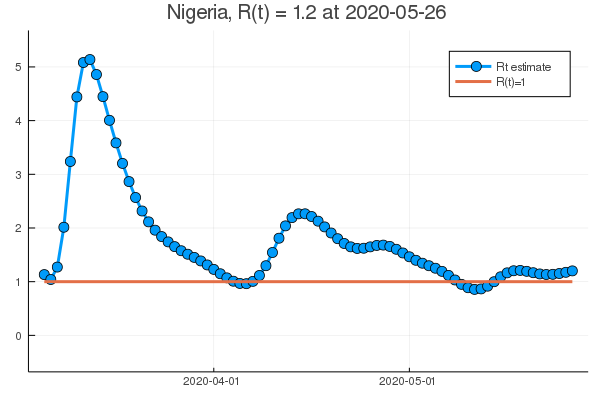 Nigeria, R(t) = 1.2 at 2020-05-26
5
4
3
2
1
0
Rt estimate
R(t)=1
2020-04-01
2020-05-01